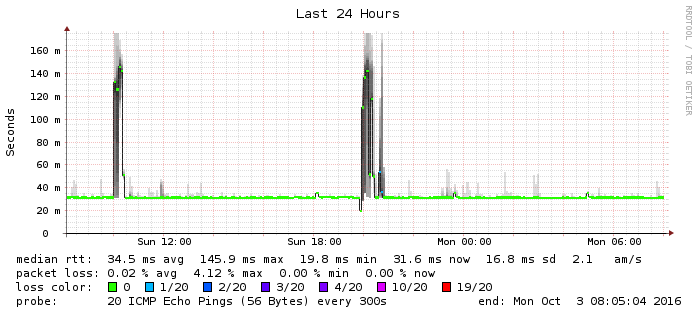 Last 24 Hours
RRDTOOL / TOBI OETIKER
Seconds
160 m
140 m
120 m
100 m
80 m
60 m
40 m
20 m
0
Sun 12:00 Sun 18:00 Mon 00:00 Mon 06:00
median rtt: 34.5 ms avg 145.9 ms max 19.8 ms min 31.6 ms now 16.8 ms sd 2.1 am/s
packet loss: 0.02 % avg 4.12 % max 0.00 % min 0.00 % now
loss color: 0 1/20 2/20 3/20 4/20 10/20 19/20
probe: 20 ICMP Echo Pings (56 Bytes) every 300s end: Mon Oct 3 08:05:04 2016